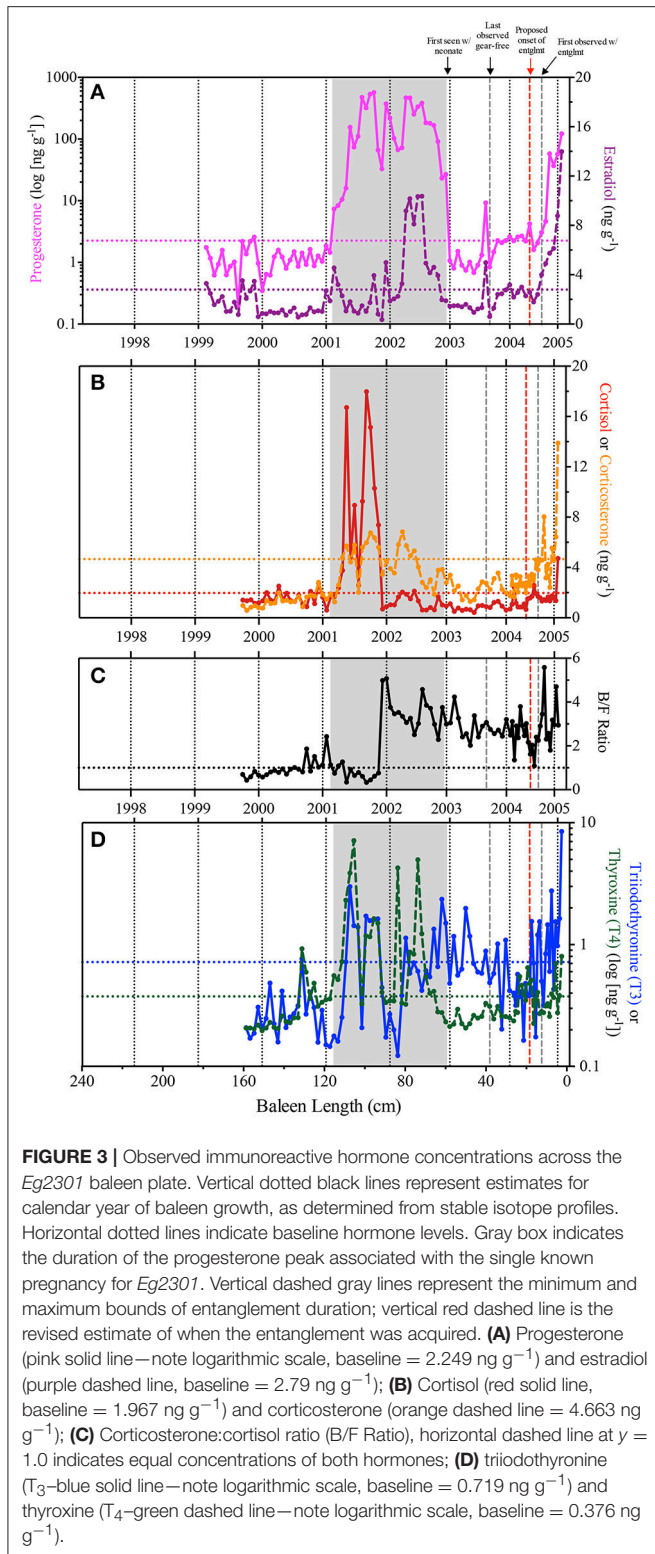 First seen w/ neonate
Last observed gear-free
Proposed onset of entglmt
First observed w/ entglmt
A
Progesterone (log [ng g-1])
1000
100
10
1
0.1
Estradiol (ng g-1)
20
16
12
8
4
0
1998 1999 2000 2001 2002 2003 2004 2005
B
20
16
12
8
4
0
Cortisol or Corticosterone (ng g-1)
1998 1999 2000 2001 2002 2003 2004 2005
C
6
4
2
0
B/F Ratio
1998 1999 2000 2001 2002 2003 2004 2005
D
10
1
0.1
Triiodothyronine (T3) or Thyroxine (T4) (log [ng g-1])
240 200 160 120 80 40 0
Baleen Length (cm)
FIGURE 3 | Observed immunoreactive hormone concentrations across the
Eg2301 baleen plate. Vertical dotted black lines represent estimates for
calendar year of baleen growth, as determined from stable isotope profiles.
Horizontal dotted lines indicate baseline hormone levels. Gray box indicates
the duration of the progesterone peak associated with the single known
pregnancy for Eg2301. Vertical dashed gray lines represent the minimum and
maximum bounds of entanglement duration; vertical red dashed line is the
revised estimate of when the entanglement was acquired. (A) Progesterone
(pink solid line—note logarithmic scale, baseline = 2.249 ng g−1) and estradiol
(purple dashed line, baseline = 2.79 ng g−1); (B) Cortisol (red solid line,
baseline = 1.967 ng g−1) and corticosterone (orange dashed line = 4.663 ng
g−1); (C) Corticosterone:cortisol ratio (B/F Ratio), horizontal dashed line at y =
1.0 indicates equal concentrations of both hormones; (D) triiodothyronine
(T3–blue solid line—note logarithmic scale, baseline = 0.719 ng g−1) and
thyroxine (T4–green dashed line—note logarithmic scale, baseline = 0.376 ng
g−1).